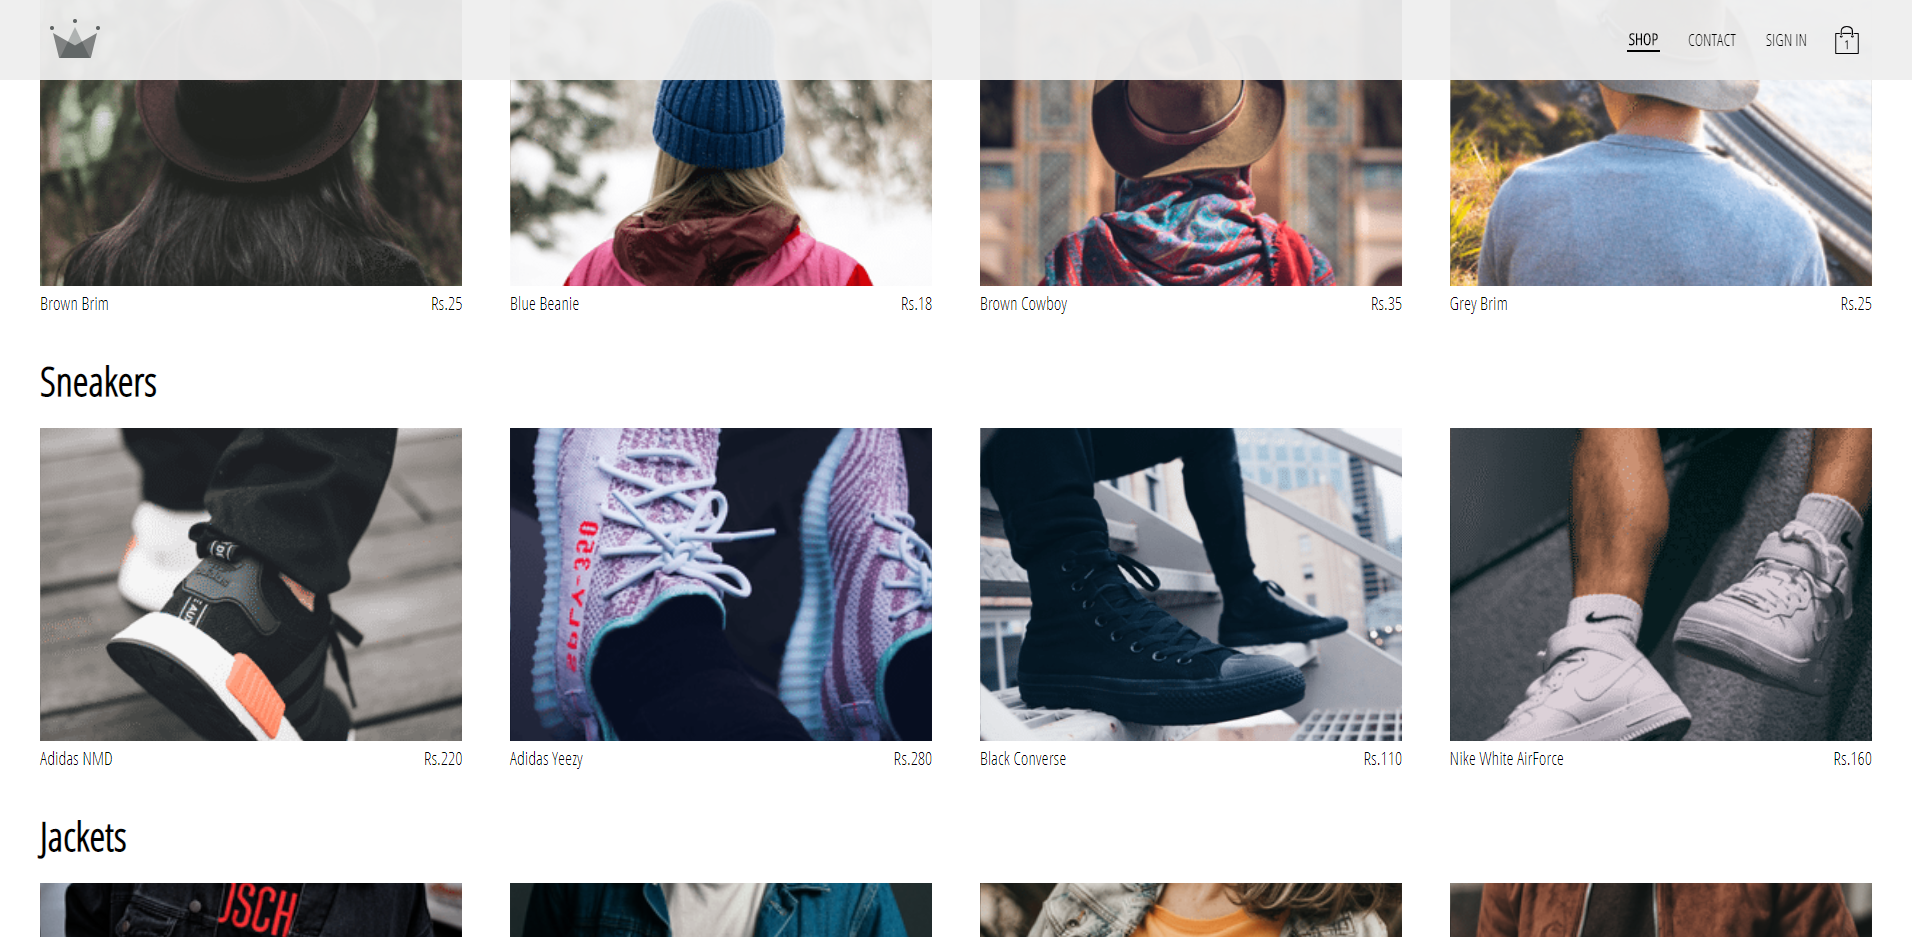 SHOP CONTACT SIGN IN 1
Brown Brim Rs.25 Blue Beanie Rs.18 Brown Cowboy Rs.35 Grey Brim Rs.25
Sneakers
Adidas NMD Rs.220 Adidas Yeezy Rs.280 Black Converse Rs.110 Nike White AirForce Rs.160
Jackets